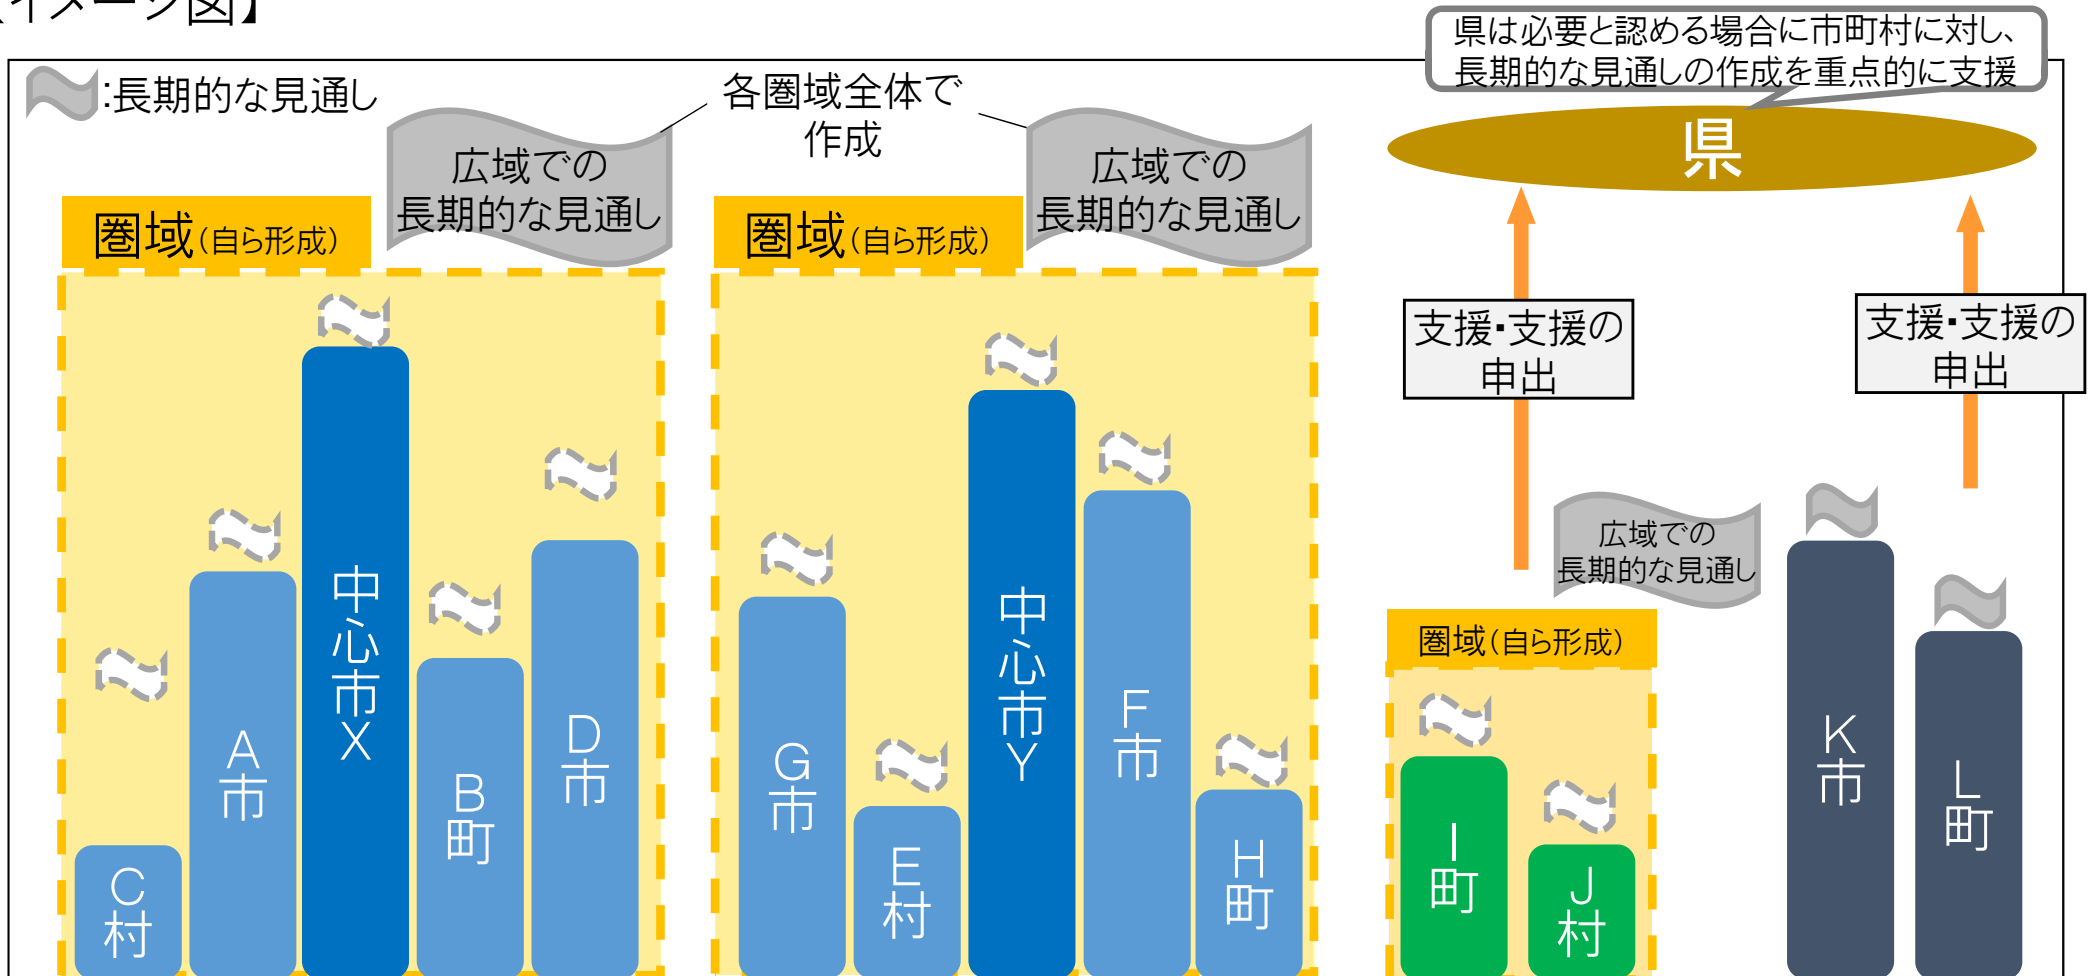 【イメージ図】
県は必要と認める場合に市町村に対し、
長期的な見通しの作成を重点的に支援
:長期的な見通し
各圏域全体で
作成
県
広域での
長期的な見通し
広域での
長期的な見通し
圏域(自ら形成)
圏域(自ら形成)
支援・支援の
申出
支援・支援の
申出
広域での
長期的な見通し
圏域(自ら形成)
C村
A市
中心市X
B町
D市
G市
E村
中心市Y
F市
H町
I町
J村
K市
L町